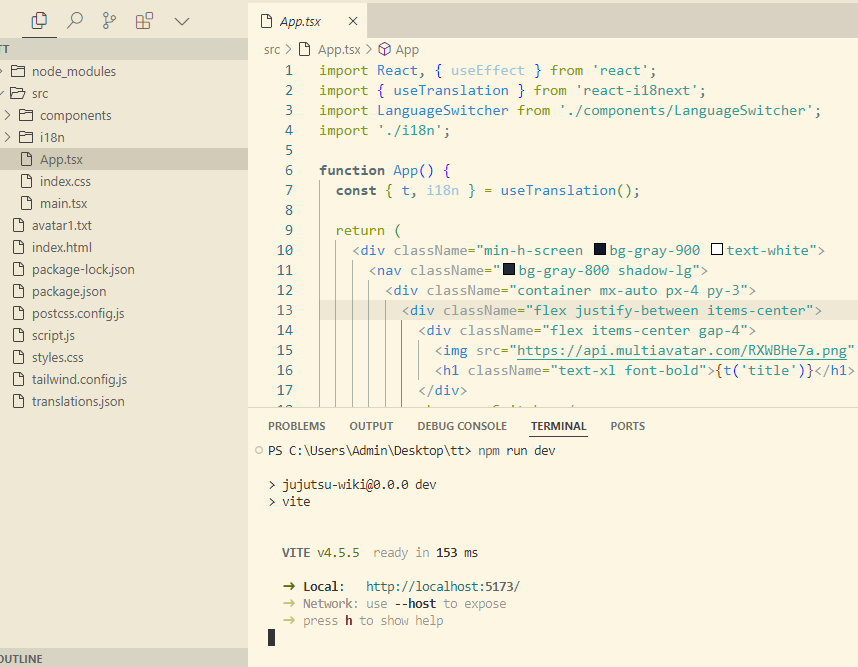 App.tsx
TT
src > App.tsx > App
node_modules
src
components
i18n
App.tsx
index.css
main.tsx
avatar1.txt
index.html
package-lock.json
package.json
postcss.config.js
script.js
styles.css
tailwind.config.js
translations.json
OUTLINE
1 import React, { useEffect } from 'react';
2 import { useTranslation } from 'react-i18next';
3 import LanguageSwitcher from './components/LanguageSwitcher';
4 import './i18n';
5
6 function App() {
7 const { t, i18n } = useTranslation();
8
9 return (
10 <div className="min-h-screen bg-gray-900 text-white">
11 <nav className="bg-gray-800 shadow-lg">
12 <div className="container mx-auto px-4 py-3">
13 <div className="flex justify-between items-center">
14 <div className="flex items-center gap-4">
15 <img src="https://api.multiavatar.com/RXWBHe7a.png"
16 <h1 className="text-xl font-bold">{t('title')}</h1>
17 </div>
PROBLEMS OUTPUT DEBUG CONSOLE TERMINAL PORTS
PS C:\Users\Admin\Desktop\tt> npm run dev
> jujutsu-wiki@0.0.0 dev
> vite
VITE v4.5.5 ready in 153 ms
➜ Local: http://localhost:5173/
➜ Network: use --host to expose
➜ press h to show help